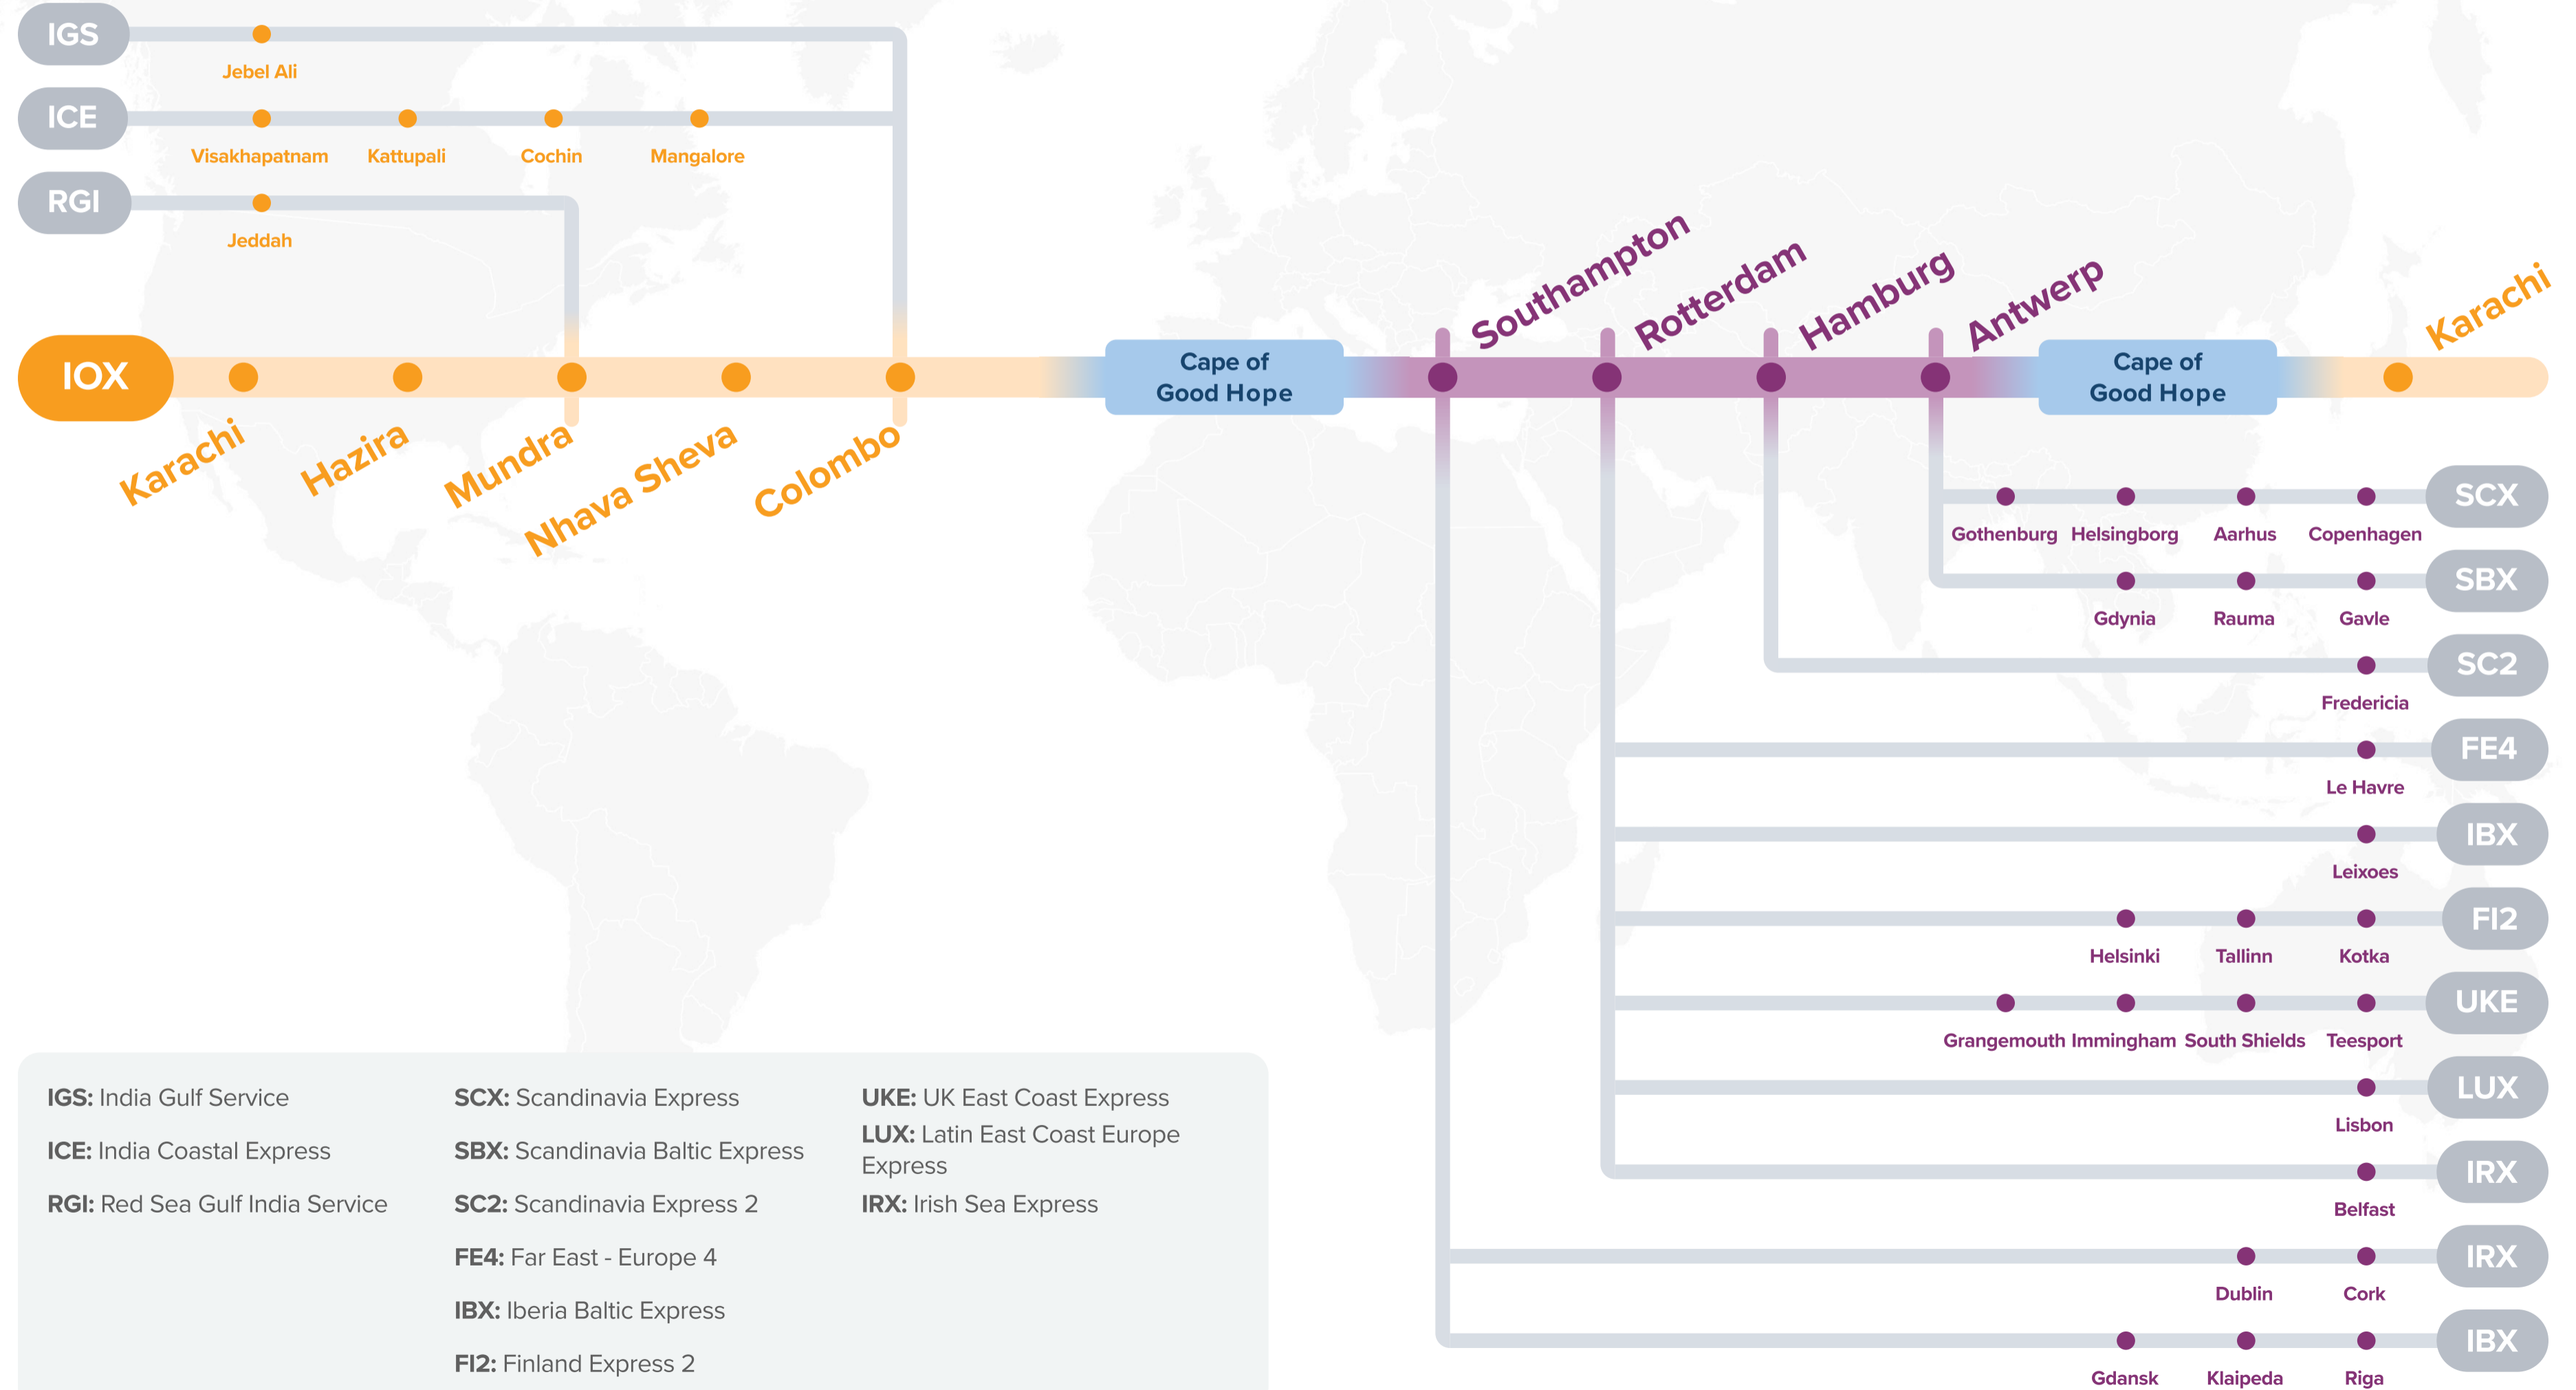 IGS
Jebel Ali
ICE
Visakhapatnam Kattupali Cochin Mangalore
RGI
Jeddah
IOX
Karachi
Hazira
Mundra
Nhava Sheva
Colombo
Cape of
Good Hope
Southampton
Rotterdam
Hamburg
Antwerp
Cape of
Good Hope
Karachi
SCX
Gothenburg Helsingborg Aarhus Copenhagen
SBX
Gdynia Rauma Gavle
SC2
Fredericia
FE4
Le Havre
IBX
Leixoes
FI2
Helsinki Tallinn Kotka
UKE
Grangemouth Immingham South Shields Teesport
LUX
Lisbon
IRX
Belfast
IRX
Dublin Cork
IBX
Gdansk Klaipeda Riga
IGS: India Gulf Service
ICE: India Coastal Express
RGI: Red Sea Gulf India Service
SCX: Scandinavia Express
SBX: Scandinavia Baltic Express
SC2: Scandinavia Express 2
FE4: Far East - Europe 4
IBX: Iberia Baltic Express
FI2: Finland Express 2
UKE: UK East Coast Express
LUX: Latin East Coast Europe
Express
IRX: Irish Sea Express